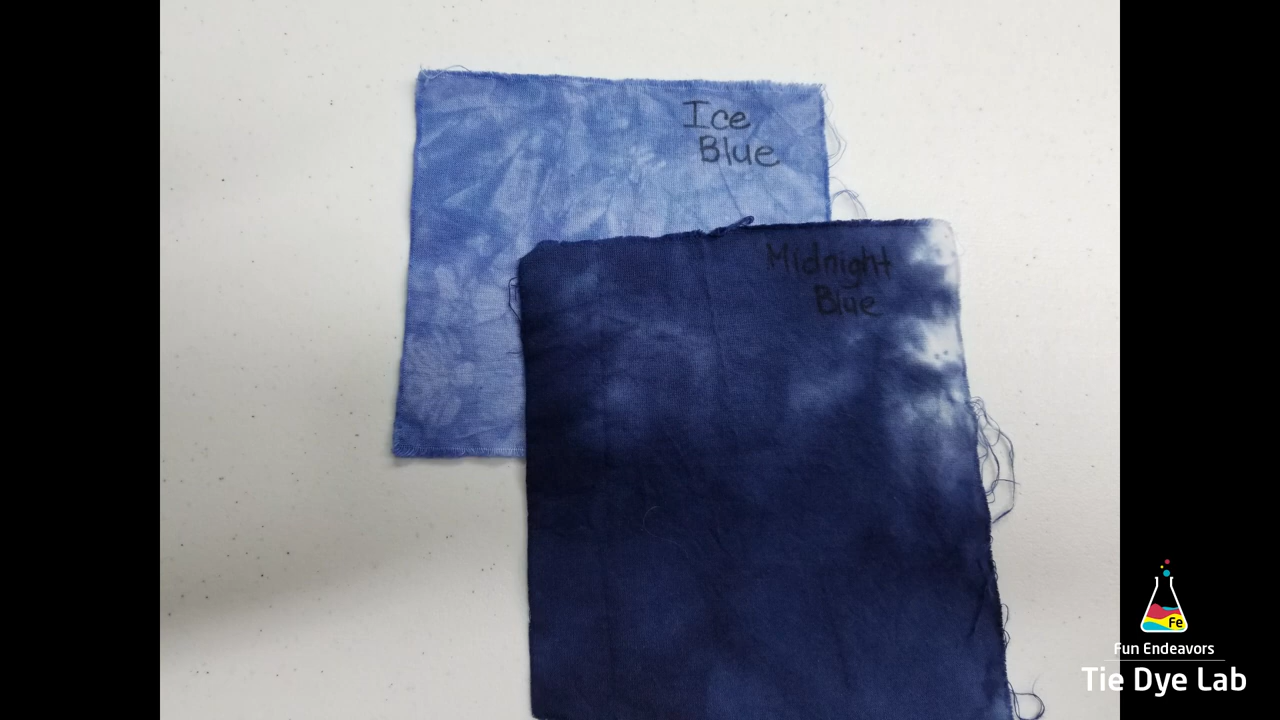 Ice
Blue
Midnight
Blue
Fe
Fun Endeavors
Tie Dye Lab